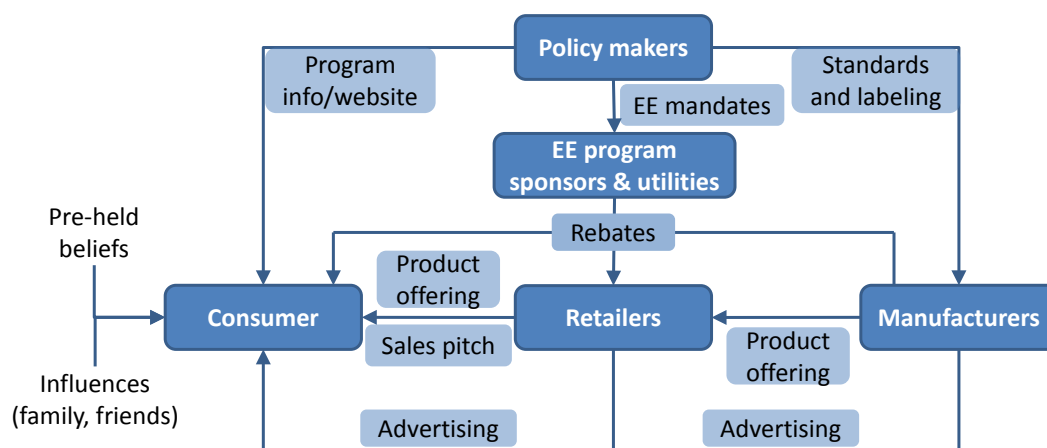 Policy makers
Program
info/website
Standards
and labeling
EE mandates
EE program
sponsors & utilities
Pre-held
beliefs
Rebates
Product
offering
Consumer
Retailers
Manufacturers
Sales pitch
Product
offering
Influences
(family, friends)
Advertising
Advertising